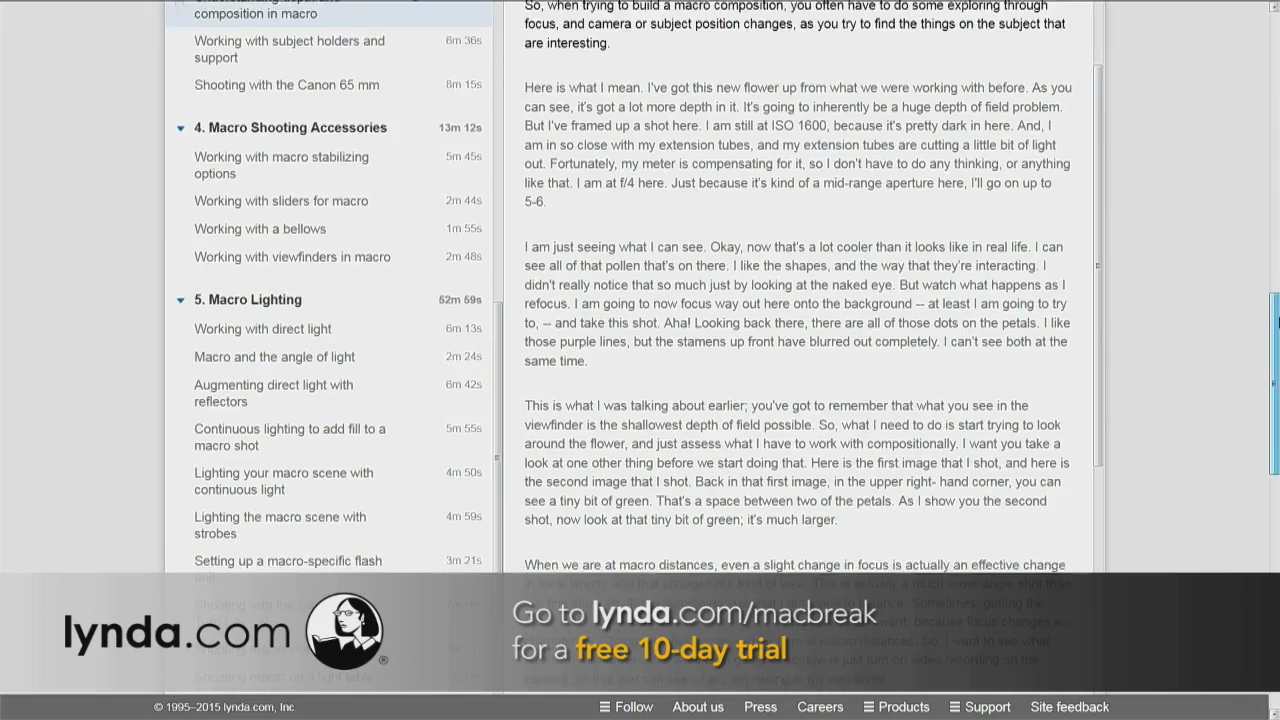 composition in macro
Working with subject holders and 6m 36s
support
Shooting with the Canon 65 mm 8m 15s
4. Macro Shooting Accessories 13m 12s
Working with macro stabilizing 5m 45s
options
Working with sliders for macro 2m 44s
Working with a bellows 1m 55s
Working with viewfinders in macro 2m 48s
5. Macro Lighting 52m 59s
Working with direct light 6m 13s
Macro and the angle of light 2m 24s
Augmenting direct light with 6m 42s
reflectors
Continuous lighting to add fill to a 5m 55s
macro shot
Lighting your macro scene with 4m 50s
continuous light
Lighting the macro scene with 4m 59s
strobes
Setting up a macro-specific flash 3m 21s
So, when trying to build a macro composition, you often have to do some exploring through
focus, and camera or subject position changes, as you try to find the things on the subject that
are interesting.
Here is what I mean. I've got this new flower up from what we were working with before. As you
can see, it's got a lot more depth in it. It's going to inherently be a huge depth of field problem.
But I've framed up a shot here. I am still at ISO 1600, because it's pretty dark in here. And, I
am in so close with my extension tubes, and my extension tubes are cutting a little bit of light
out. Fortunately, my meter is compensating for it, so I don't have to do any thinking, or anything
like that. I am at f/4 here. Just because it's kind of a mid-range aperture here, I'll go on up to
5-6.
I am just seeing what I can see. Okay, now that's a lot cooler than it looks like in real life. I can
see all of that pollen that's on there. I like the shapes, and the way that they're interacting. I
didn't really notice that so much just by looking at the naked eye. But watch what happens as I
refocus. I am going to now focus way out here onto the background -- at least I am going to try
to, -- and take this shot. Aha! Looking back there, there are all of those dots on the petals. I like
those purple lines, but the stamens up front have blurred out completely. I can't see both at the
same time.
This is what I was talking about earlier; you've got to remember that what you see in the
viewfinder is the shallowest depth of field possible. So, what I need to do is start trying to look
around the flower, and just assess what I have to work with compositionally. I want you take a
look at one other thing before we start doing that. Here is the first image that I shot, and here is
the second image that I shot. Back in that first image, in the upper right- hand corner, you can
see a tiny bit of green. That's a space between two of the petals. As I show you the second
shot, now look at that tiny bit of green; it's much larger.
When we are at macro distances, even a slight change in focus is actually an effective change
lynda.com ®
Go to lynda.com/macbreak
for a free 10-day trial
© 1995–2015 lynda.com, Inc. Follow About us Press Careers Products Support Site feedback